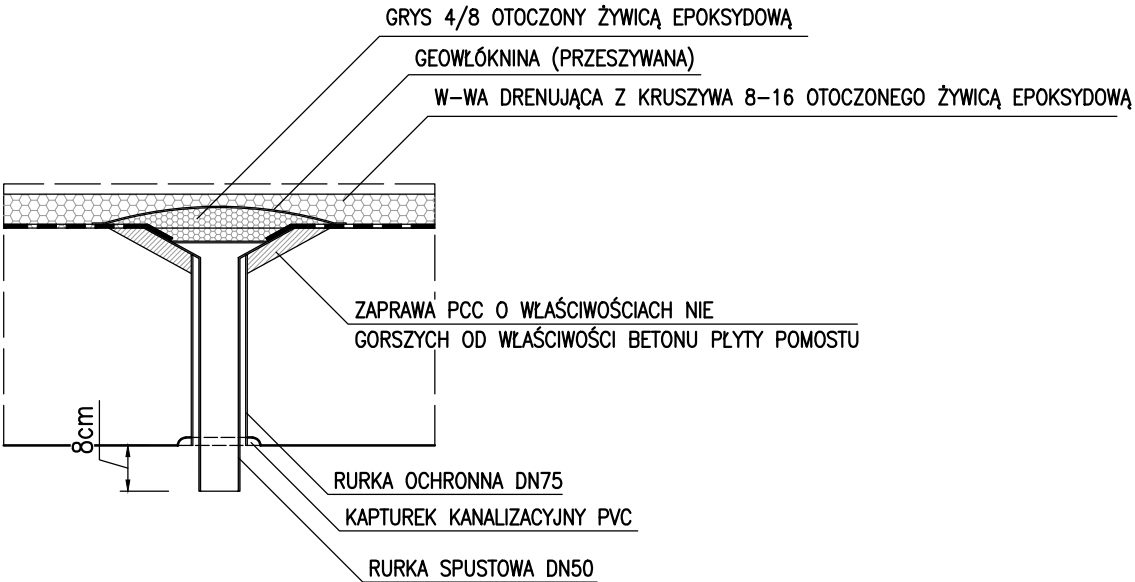 GRYS 4/8 OTOCZONY ŻYWICĄ EPOKSYDOWĄ
GEOWŁÓKNINA (PRZESZYWANA)
W-WA DRENUJĄCA Z KRUSZYWA 8-16 OTOCZONEGO ŻYWICĄ EPOKSYDOWĄ
ZAPRAWA PCC O WŁAŚCIWOŚCIACH NIE
GORSZYCH OD WŁAŚCIWOŚCI BETONU PŁYTY POMOSTU
8cm
RURKA OCHRONNA DN75
KAPTUREK KANALIZACYJNY PVC
RURKA SPUSTOWA DN50